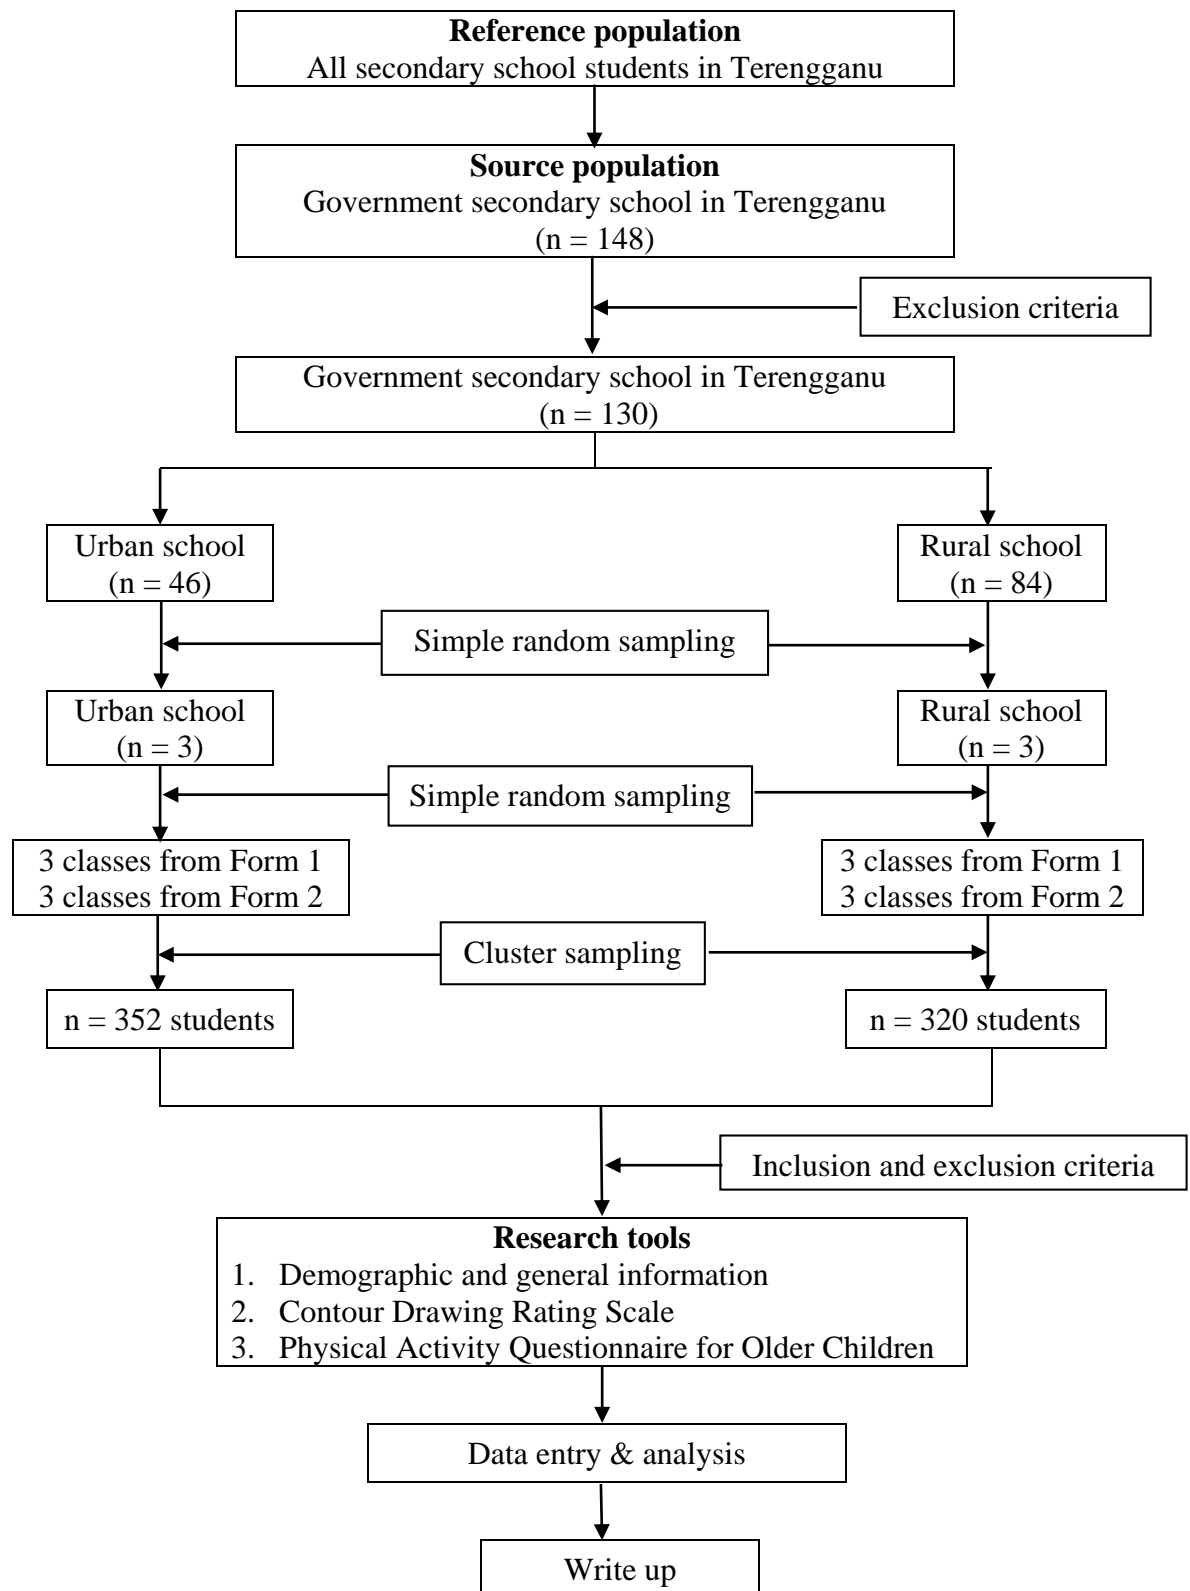 Reference population
All secondary school students in Terengganu
Source population
Government secondary school in Terengganu
(n = 148)
Exclusion criteria
Government secondary school in Terengganu
(n = 130)
Urban school
(n = 46)
Rural school
(n = 84)
Simple random sampling
Urban school
(n = 3)
Rural school
(n = 3)
Simple random sampling
3 classes from Form 1
3 classes from Form 2
3 classes from Form 1
3 classes from Form 2
Cluster sampling
n = 352 students
n = 320 students
Inclusion and exclusion criteria
Research tools
1. Demographic and general information
2. Contour Drawing Rating Scale
3. Physical Activity Questionnaire for Older Children
Data entry & analysis
Write up